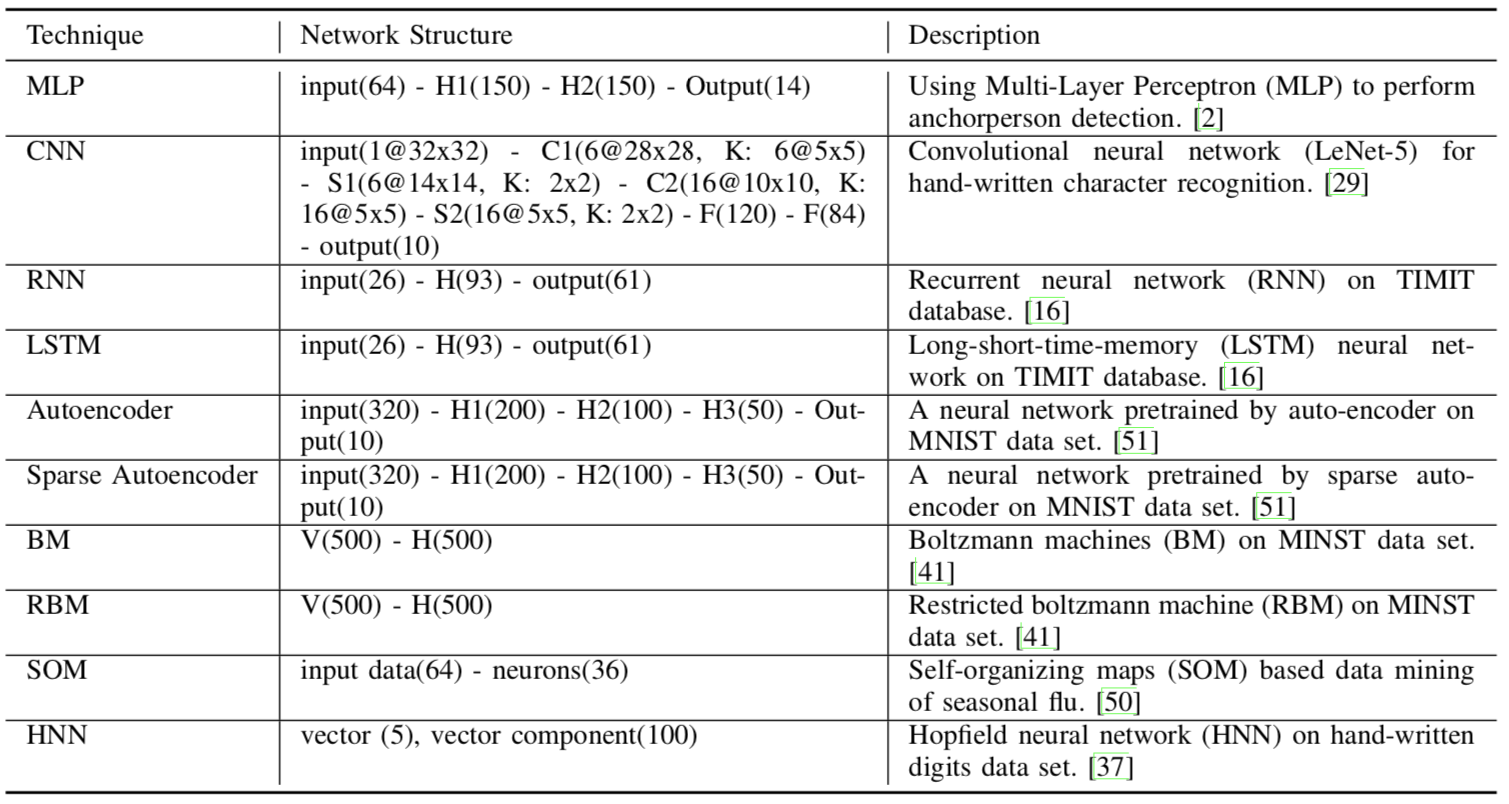 Technique Network Structure Description
MLP input(64) - H1(150) - H2(150) - Output(14) Using Multi-Layer Perceptron (MLP) to perform
anchorperson detection. [2]
CNN input(1@32x32) - C1(6@28x28, K: 6@5x5) Convolutional neural network (LeNet-5) for
- S1(6@14x14, K: 2x2) - C2(16@10x10, K: hand-written character recognition. [29]
16@5x5) - S2(16@5x5, K: 2x2) - F(120) - F(84)
- output(10)
RNN input(26) - H(93) - output(61) Recurrent neural network (RNN) on TIMIT
database. [16]
LSTM input(26) - H(93) - output(61) Long-short-time-memory (LSTM) neural net-
work on TIMIT database. [16]
Autoencoder input(320) - H1(200) - H2(100) - H3(50) - Out- A neural network pretrained by auto-encoder on
put(10) MNIST data set. [51]
Sparse Autoencoder input(320) - H1(200) - H2(100) - H3(50) - Out- A neural network pretrained by sparse auto-
put(10) encoder on MNIST data set. [51]
BM V(500) - H(500) Boltzmann machines (BM) on MINST data set.
[41]
RBM V(500) - H(500) Restricted boltzmann machine (RBM) on MINST
data set. [41]
SOM input data(64) - neurons(36) Self-organizing maps (SOM) based data mining
of seasonal flu. [50]
HNN vector (5), vector component(100) Hopfield neural network (HNN) on hand-written
digits data set. [37]